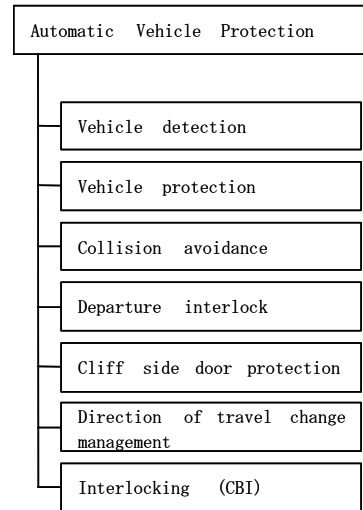 Automatic Vehicle Protection
Vehicle detection
Vehicle protection
Collision avoidance
Departure interlock
Cliff side door protection
Direction of travel change
management
Interlocking (CBI)